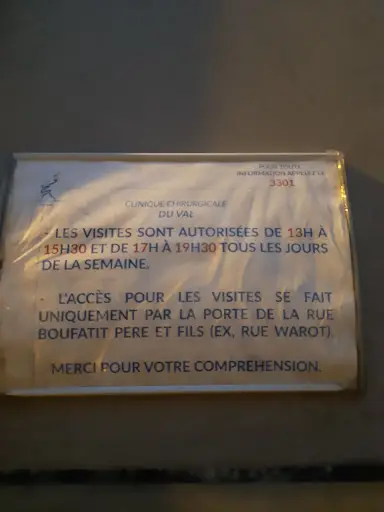 POUR TOUTE
INFORMATION APPELEZ LE
3301
CLINIQUE CHIRURGICALE
DU VAL
- LES VISITES SONT AUTORISÉES DE 13H À
15H30 ET DE 17H À 19H30 TOUS LES JOURS
DE LA SEMAINE.
- L'ACCÈS POUR LES VISITES SE FAIT
UNIQUEMENT PAR LA PORTE DE LA RUE
BOUFATIT PERE ET FILS (EX, RUE WAROT).
MERCI POUR VOTRE COMPREHENSION.